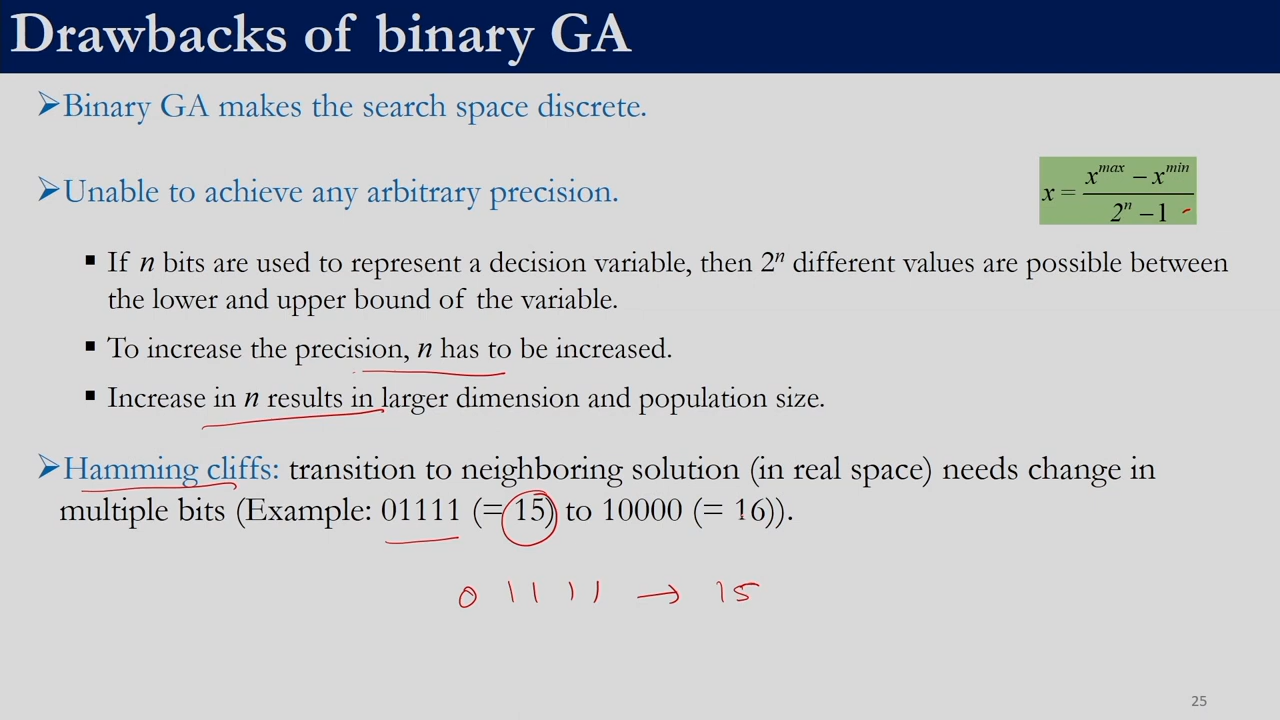 Drawbacks of binary GA
➢Binary GA makes the search space discrete.
➢Unable to achieve any arbitrary precision.
x = (x^max − x^min) / (2^n − 1)
▪ If n bits are used to represent a decision variable, then 2^n different values are possible between
the lower and upper bound of the variable.
▪ To increase the precision, n has to be increased.
▪ Increase in n results in larger dimension and population size.
➢Hamming cliffs: transition to neighboring solution (in real space) needs change in
multiple bits (Example: 01111 (= 15) to 10000 (= 16)).
0 1 1 1 1 → 15
25